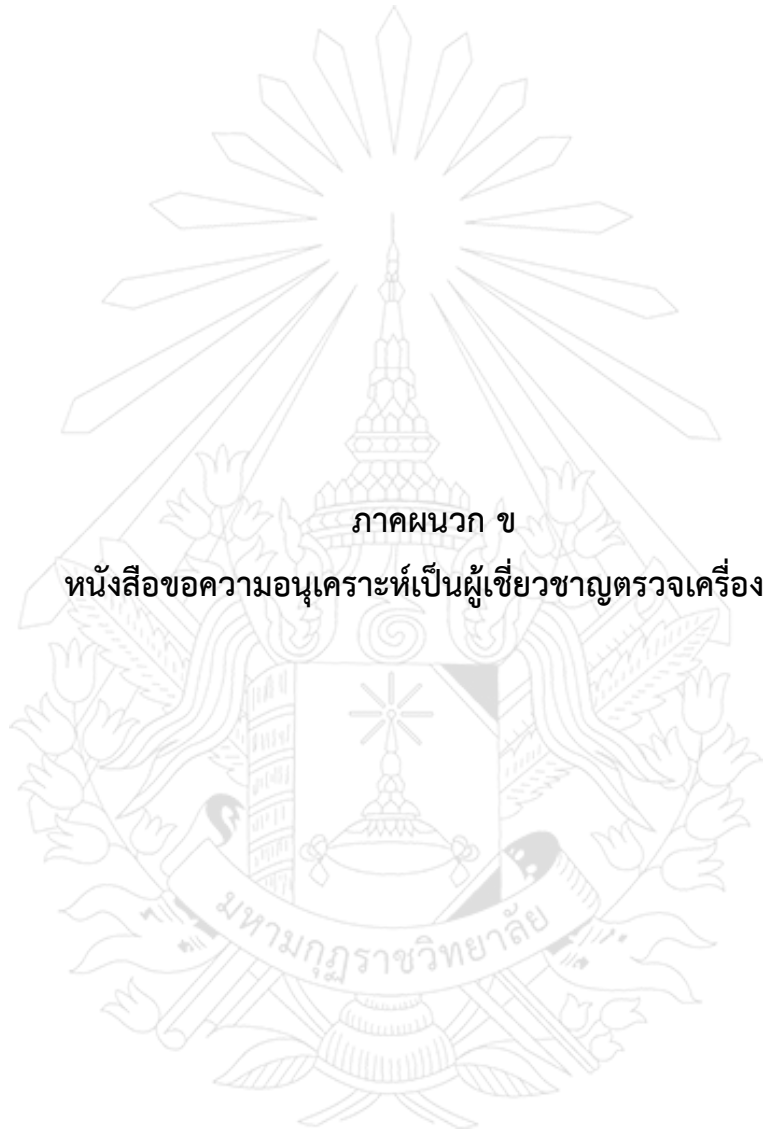 ภาคผนวก ข
หนังสือขอความอนุเคราะห์เป็นผู้เชี่ยวชาญตรวจเครื่อง
มหามกุฏราชวิทยาลัย